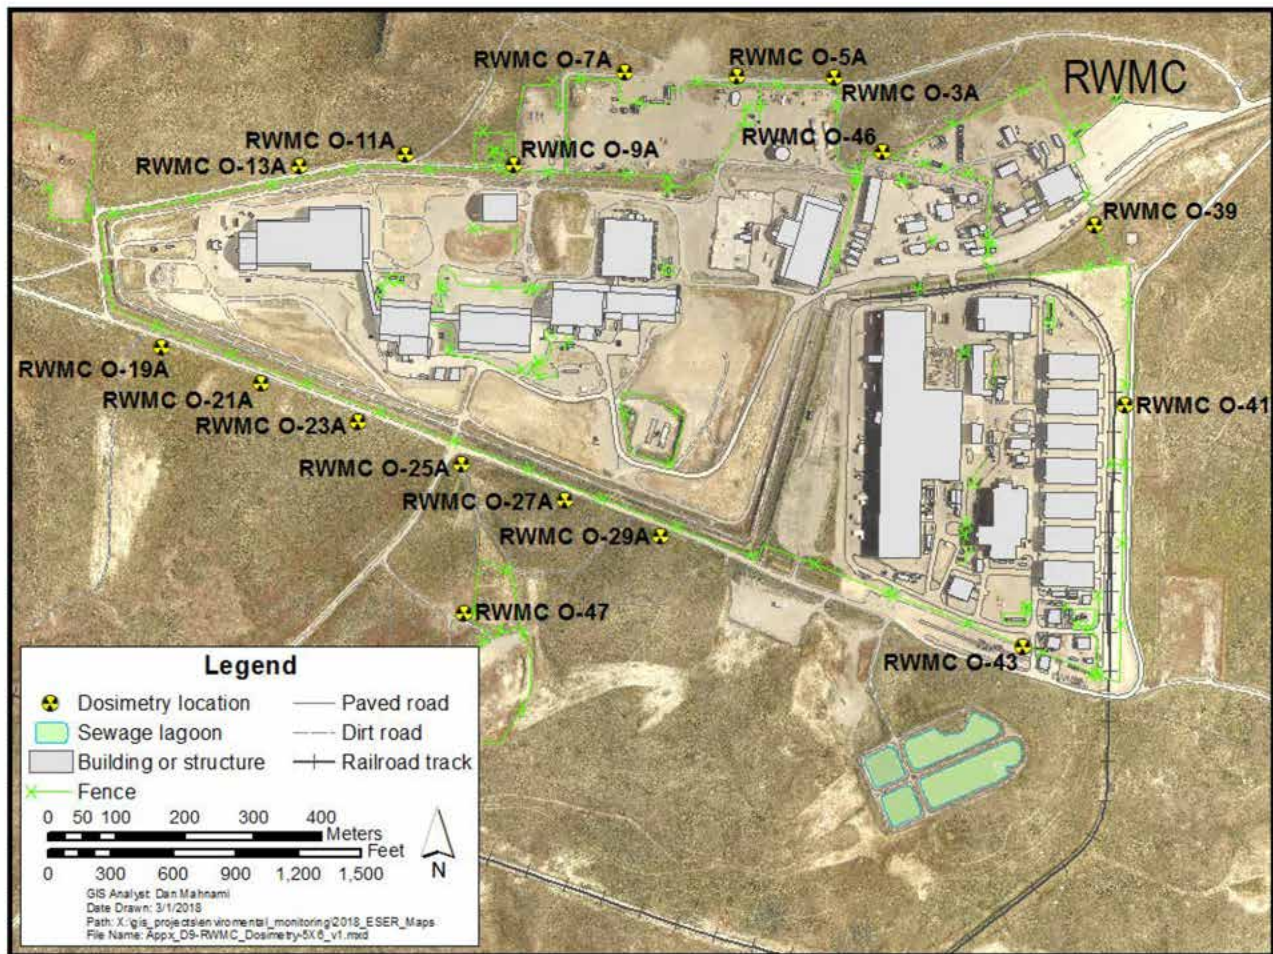 RWMC O-7A
RWMC O-5A
RWMC
RWMC O-3A
RWMC O-11A
RWMC O-46
RWMC O-13A
RWMC O-9A
RWMC O-39
RWMC O-19A
RWMC O-21A
RWMC O-41
RWMC O-23A
RWMC O-25A
RWMC O-27A
RWMC O-29A
RWMC O-47
RWMC O-43
Legend
Dosimetry location
Paved road
Sewage lagoon
Dirt road
Building or structure
Railroad track
Fence
0 50 100 200 300 400
Meters
Feet
0 300 600 900 1,200 1,500
N
GIS Analyst: Dan Mahnami
Date Drawn: 3/1/2018
Path: X:\gis_projects\enviromental_monitoring\2018_ESER_Maps
File Name: Appx_D9-RWMC_Dosimetry-5X6_v1.mxd